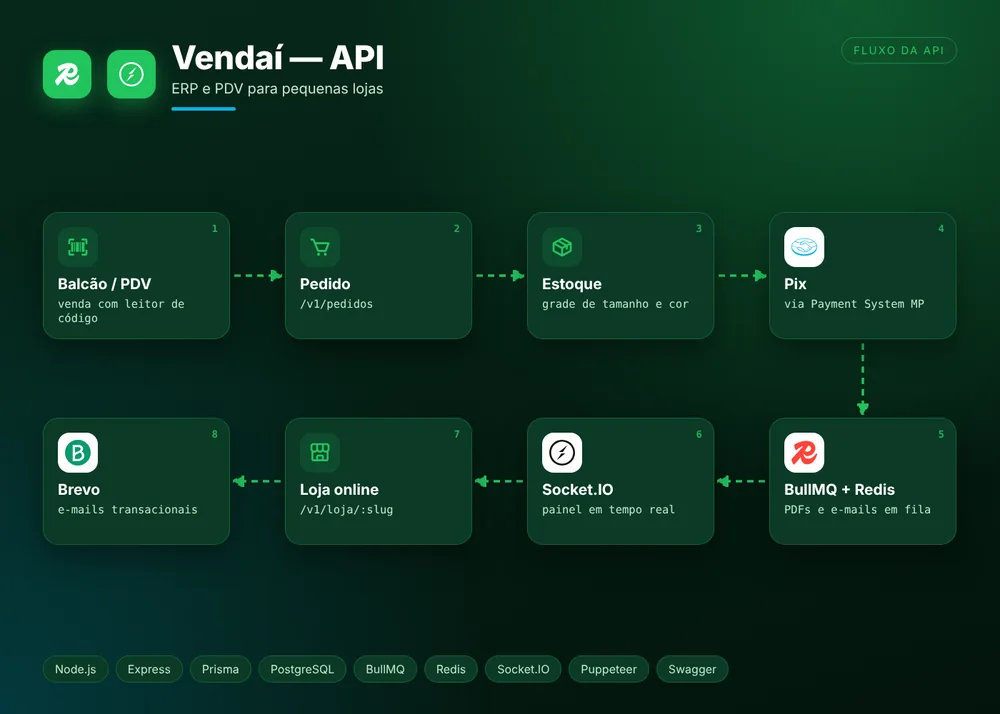 Vendaí — API
ERP e PDV para pequenas lojas
FLUXO DA API
1
Balcão / PDV
venda com leitor de
código
2
Pedido
/v1/pedidos
3
Estoque
grade de tamanho e cor
4
Pix
via Payment System MP
8
Brevo
e-mails transacionais
7
Loja online
/v1/loja/:slug
6
Socket.IO
painel em tempo real
5
BullMQ + Redis
PDFs e e-mails em fila
Node.js
Express
Prisma
PostgreSQL
BullMQ
Redis
Socket.IO
Puppeteer
Swagger